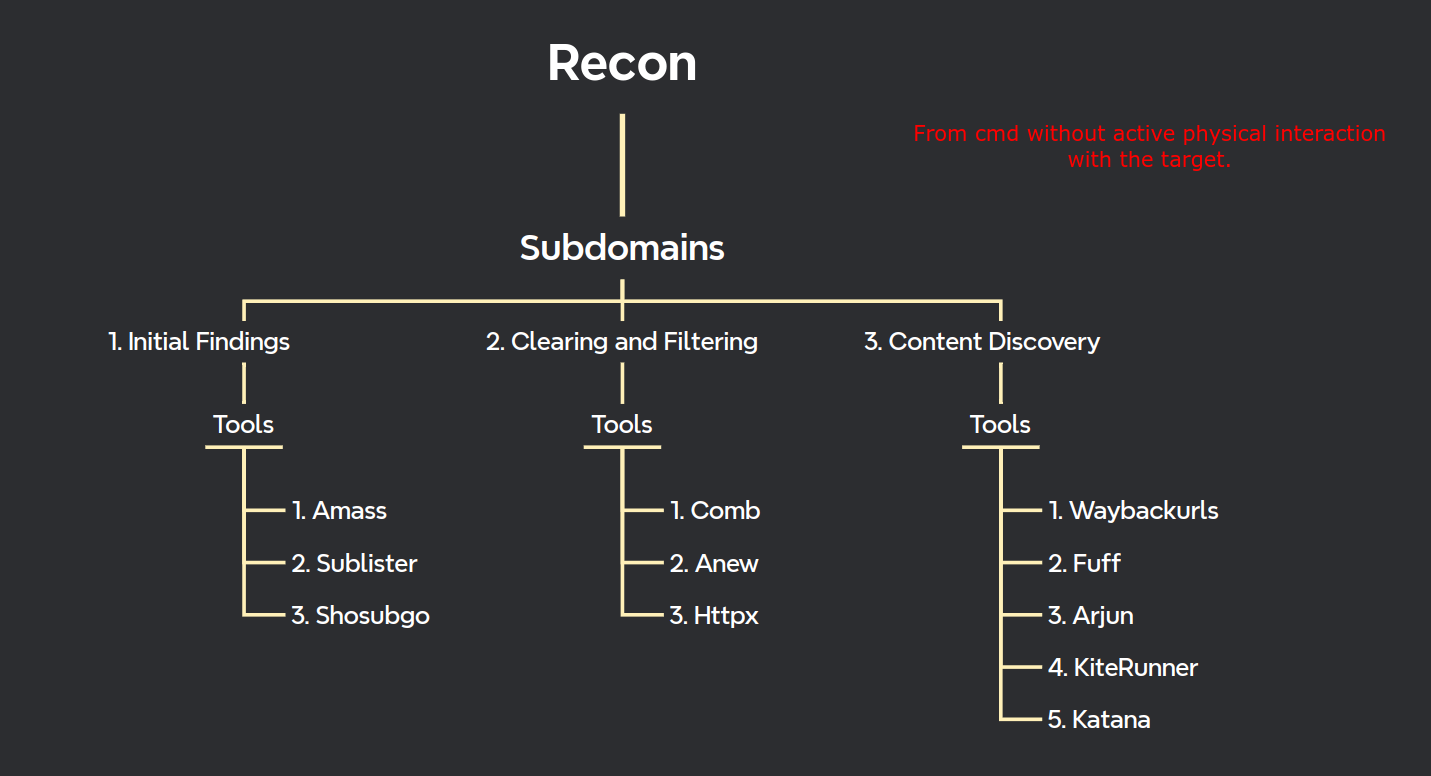 Recon
From cmd without active physical interaction
with the target.
Subdomains
1. Initial Findings
2. Clearing and Filtering
3. Content Discovery
Tools
Tools
Tools
1. Amass
2. Sublister
3. Shosubgo
1. Comb
2. Anew
3. Httpx
1. Waybackurls
2. Fuff
3. Arjun
4. KiteRunner
5. Katana